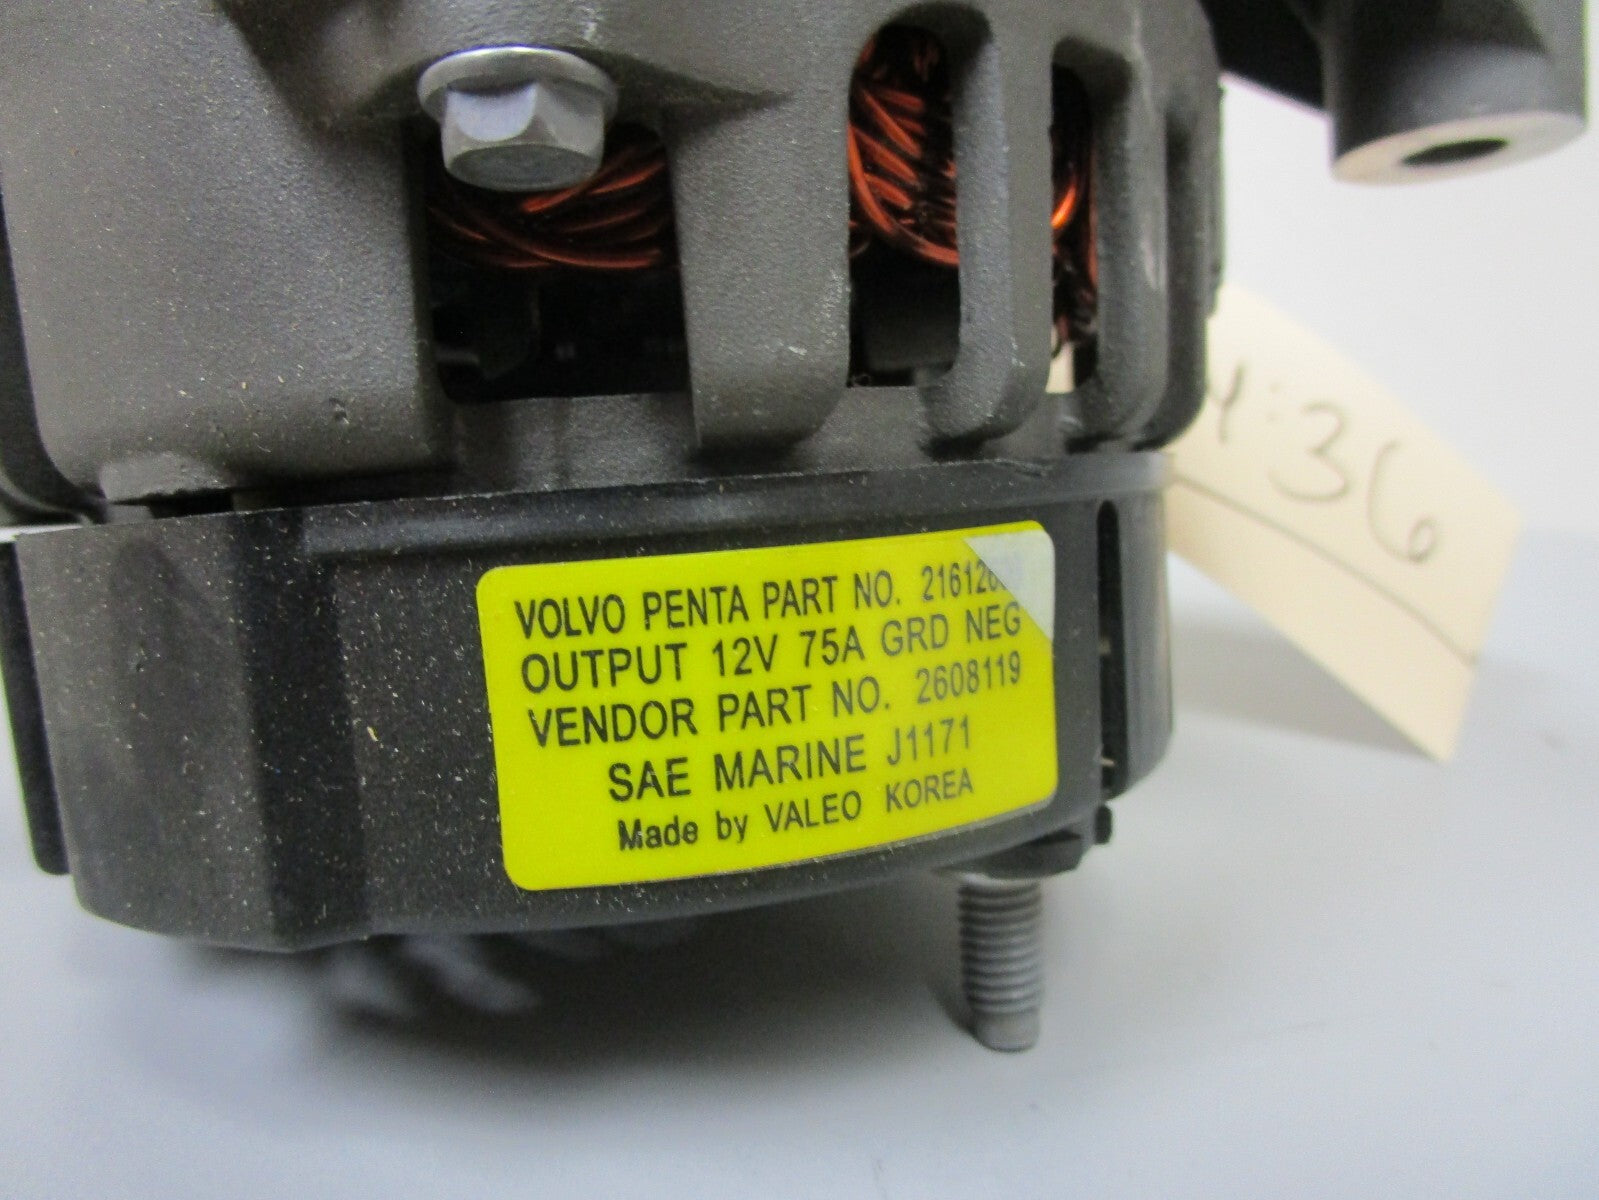 VOLVO PENTA PART NO.
OUTPUT 12V 75A GRD NEG
VENDOR PART NO. 2608119
SAE MARINE J1171
Made by VALEO KOREA
4:36